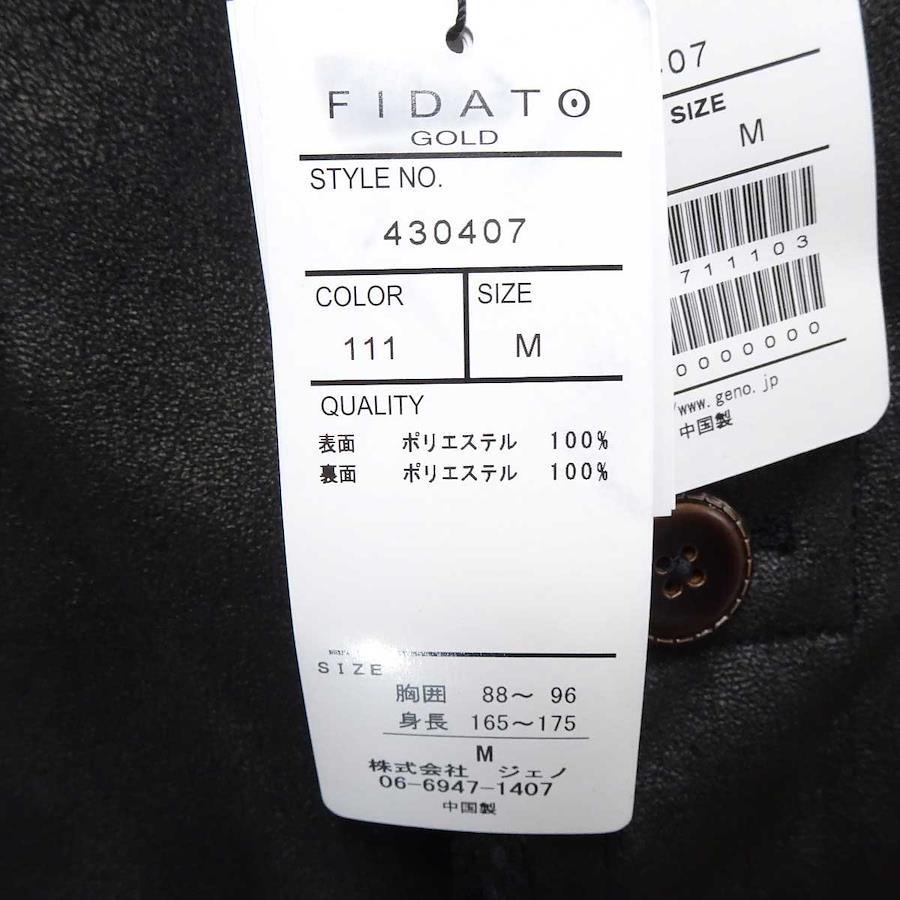 FIDATO
GOLD
STYLE NO.
430407
COLOR
SIZE
111
M
QUALITY
表面 ポリエステル 100%
裏面 ポリエステル 100%
SIZE
胸囲 88〜 96
身長 165〜175
M
株式会社 ジェノ
06-6947-1407
中国製
407
SIZE
M
711103
0000000
/www.geno.jp
中国製